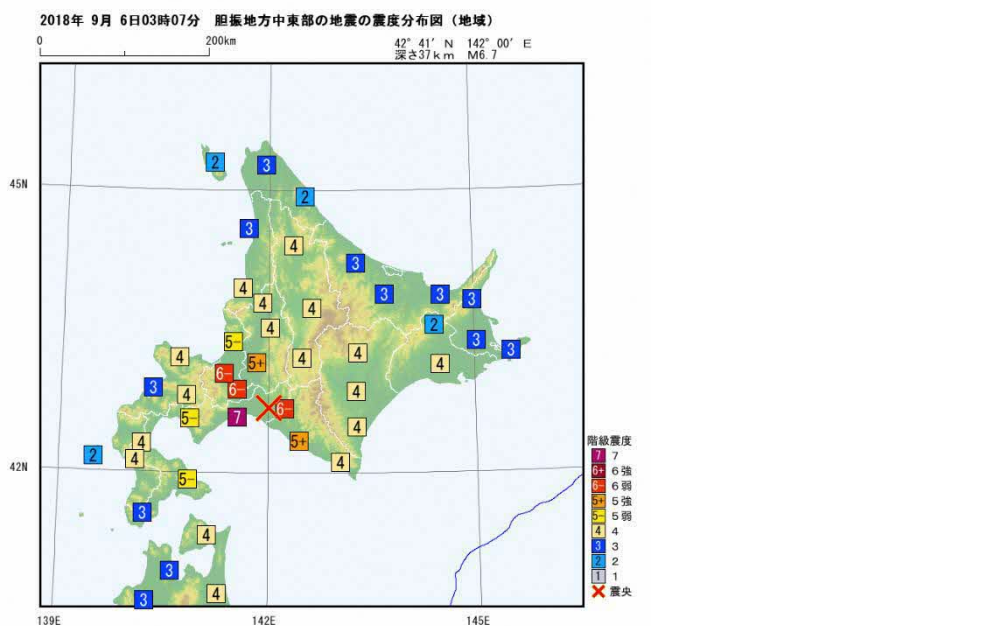 2018年 9月 6日03時07分 胆振地方中東部の地震の震度分布図（地域）
0 200km
42° 41′ N 142° 00′ E
深さ37ｋｍ M6.7
2 3
45N
2
3
4
3
4 3 3 3
4 4
4 2
5− 3
4 5+ 4 4 3
6− 4
3 4 6− 4
5− 7 6−
4 5+ 4
2 4 4
42N
5−
3
4
3
3 4
139E 142E 145E
階級震度
7 7
6+ 6強
6− 6弱
5+ 5強
5− 5弱
4 4
3 3
2 2
1 1
震央